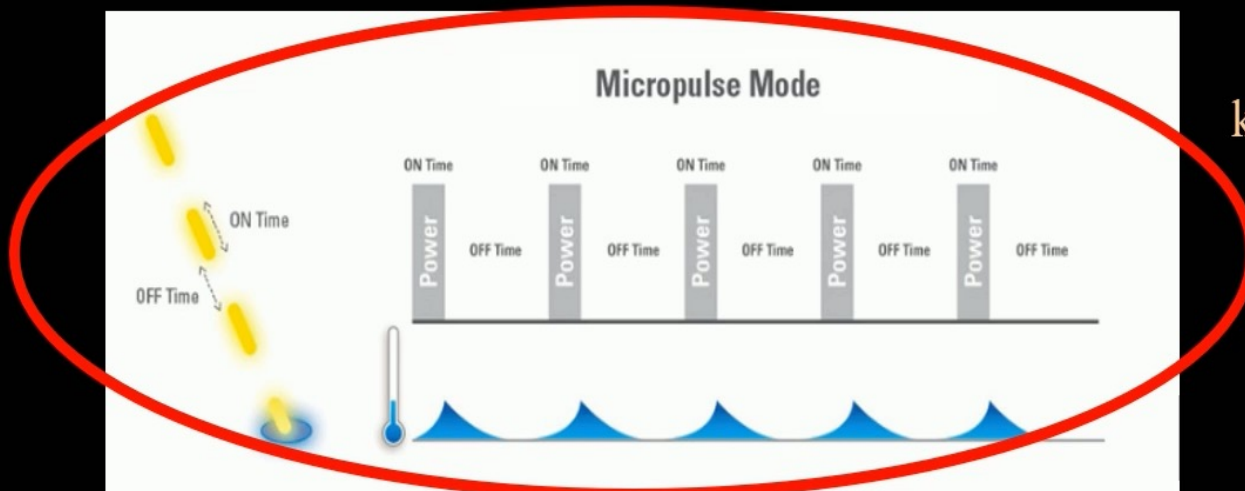 Micropulse Mode
k
ON Time ON Time ON Time ON Time ON Time
ON Time
Power Power Power Power Power
OFF Time OFF Time OFF Time OFF Time OFF Time
OFF Time